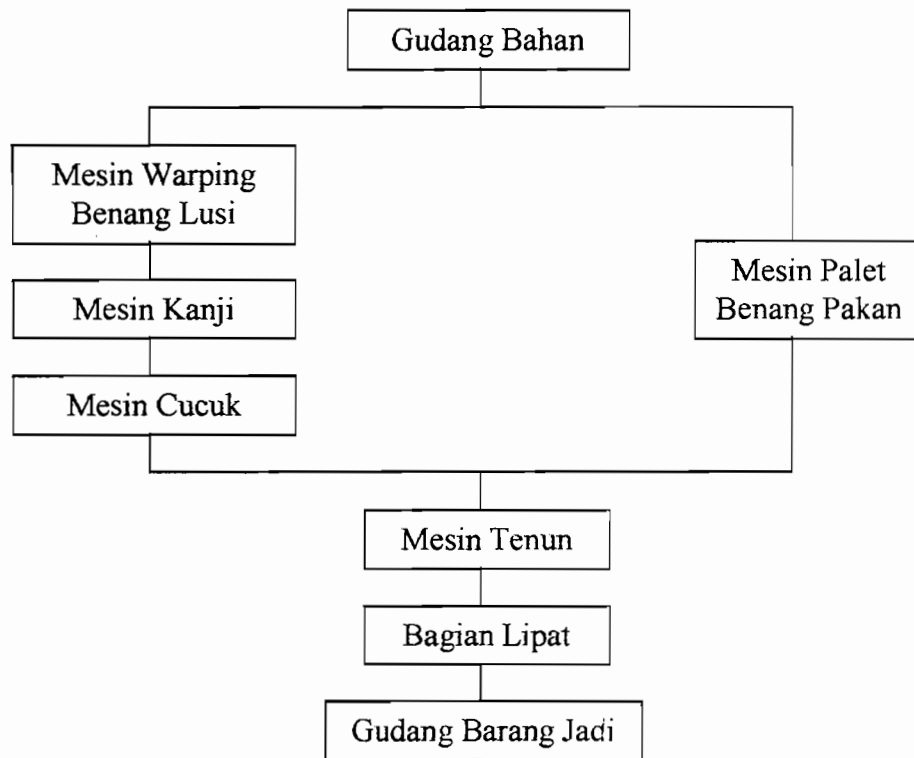 Gudang Bahan
Mesin Warping
Benang Lusi
Mesin Kanji
Mesin Cucuk
Mesin Palet
Benang Pakan
Mesin Tenun
Bagian Lipat
Gudang Barang Jadi